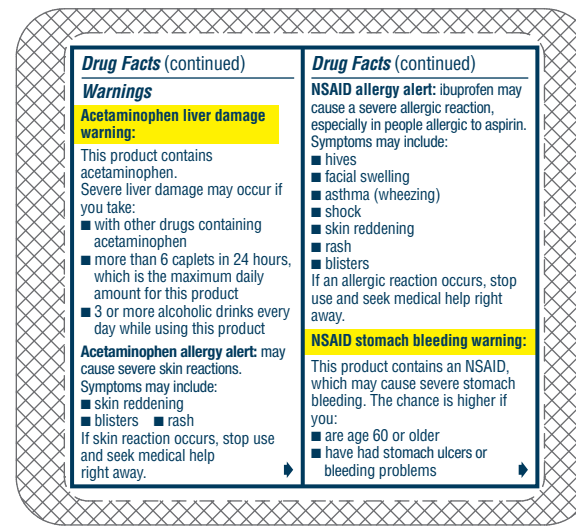 Drug Facts (continued)
Warnings
Acetaminophen liver damage
warning:
This product contains
acetaminophen.
Severe liver damage may occur if
you take:
■ with other drugs containing
acetaminophen
■ more than 6 caplets in 24 hours,
which is the maximum daily
amount for this product
■ 3 or more alcoholic drinks every
day while using this product
Acetaminophen allergy alert: may
cause severe skin reactions.
Symptoms may include:
■ skin reddening
■ blisters ■ rash
If skin reaction occurs, stop use
and seek medical help
right away.
Drug Facts (continued)
NSAID allergy alert: ibuprofen may
cause a severe allergic reaction,
especially in people allergic to aspirin.
Symptoms may include:
■ hives
■ facial swelling
■ asthma (wheezing)
■ shock
■ skin reddening
■ rash
■ blisters
If an allergic reaction occurs, stop
use and seek medical help right
away.
NSAID stomach bleeding warning:
This product contains an NSAID,
which may cause severe stomach
bleeding. The chance is higher if
you:
■ are age 60 or older
■ have had stomach ulcers or
bleeding problems